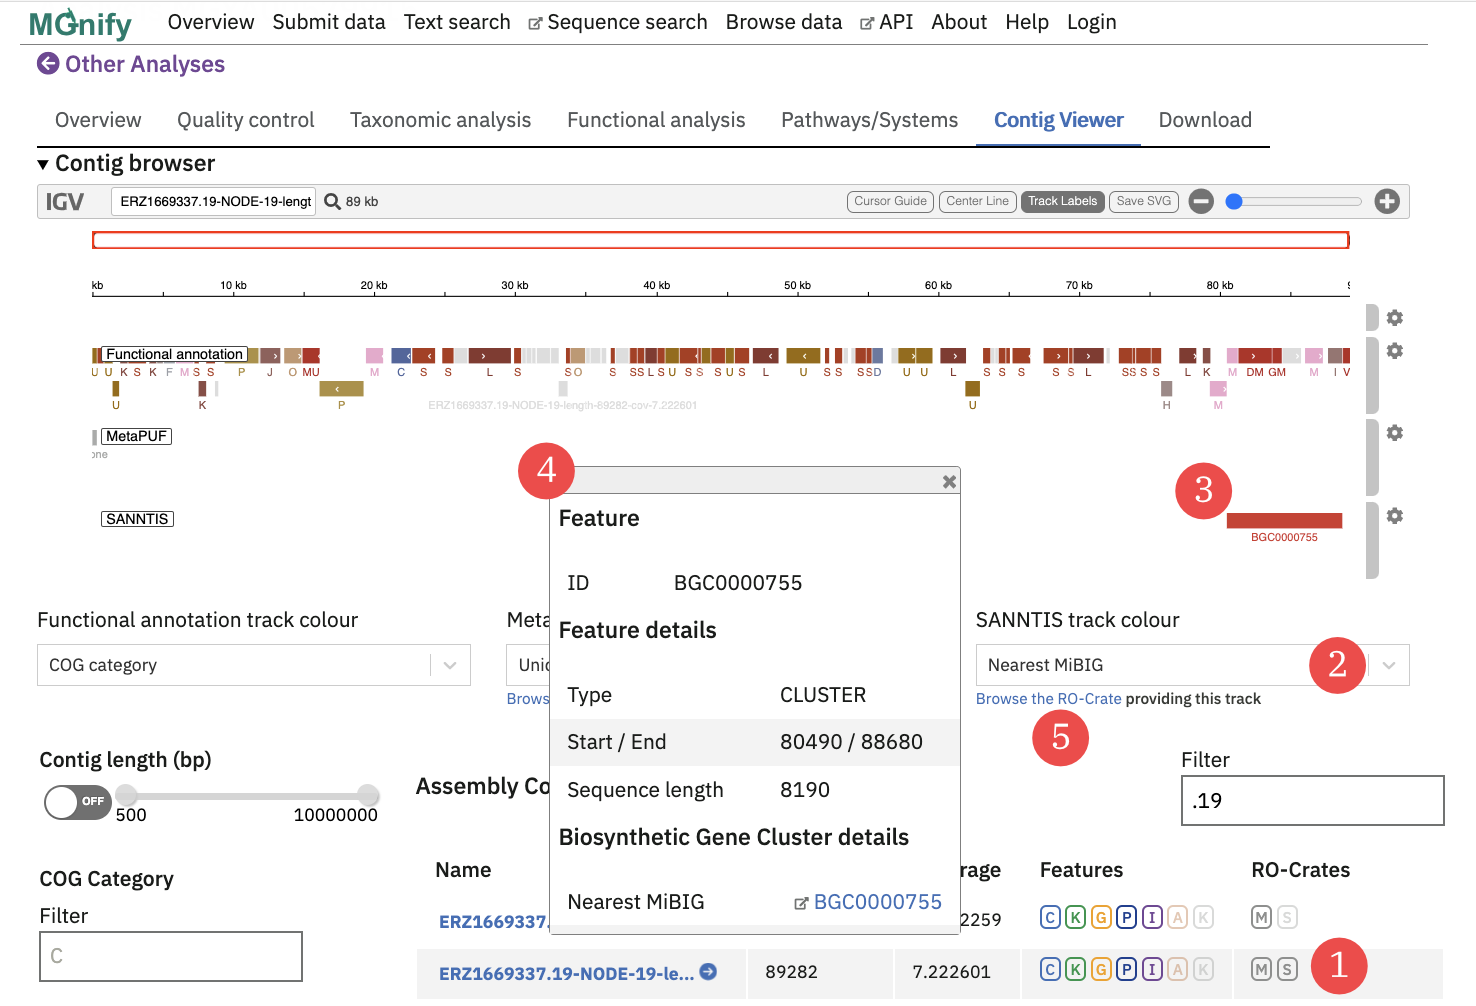 MGnify Overview Submit data Text search Sequence search Browse data API About Help Login
Other Analyses
Overview Quality control Taxonomic analysis Functional analysis Pathways/Systems Contig Viewer Download
▼ Contig browser
IGV ERZ1669337.19-NODE-19-lengt 89 kb Cursor Guide Center Line Track Labels Save SVG
kb 10 kb 20 kb 30 kb 40 kb 50 kb 60 kb 70 kb 80 kb 9
Functional annotation
U U K S K F M S S P J O MU M C S S L S S O S S S L S U S S S U S L U S S S S D U U L S S S S S L S S S S L K M DM GM M I V
U K P ERZ1669337.19-NODE-19-length-89282-cov-7.222601 U H M
MetaPUF
one
4
3
SANNTIS
BGC0000755
Feature
ID BGC0000755
Feature details
Type CLUSTER
Start / End 80490 / 88680
Sequence length 8190
Biosynthetic Gene Cluster details
Nearest MiBIG BGC0000755
Functional annotation track colour
COG category
Meta
Unic
Brows
SANNTIS track colour
Nearest MiBIG 2
Browse the RO-Crate providing this track
5
Contig length (bp)
OFF
500 10000000
COG Category
Filter
C
Assembly Co
Filter
.19
Name rage Features RO-Crates
ERZ1669337. 2259 C K G P I A K M S
ERZ1669337.19-NODE-19-le... 89282 7.222601 C K G P I A K M S 1